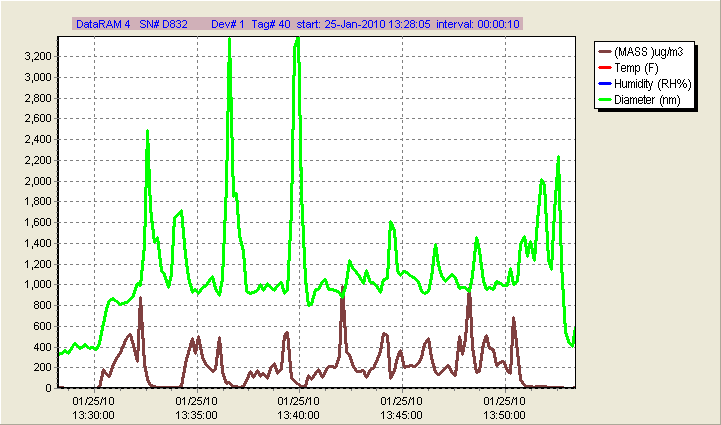 DataRAM 4 SN# D832 Dev# 1 Tag# 40 start: 25-Jan-2010 13:28:05 interval: 00:00:10
(MASS )ug/m3
Temp (F)
Humidity (RH%)
Diameter (nm)
3,200
3,000
2,800
2,600
2,400
2,200
2,000
1,800
1,600
1,400
1,200
1,000
800
600
400
200
0
01/25/10 01/25/10 01/25/10 01/25/10 01/25/10
13:30:00 13:35:00 13:40:00 13:45:00 13:50:00